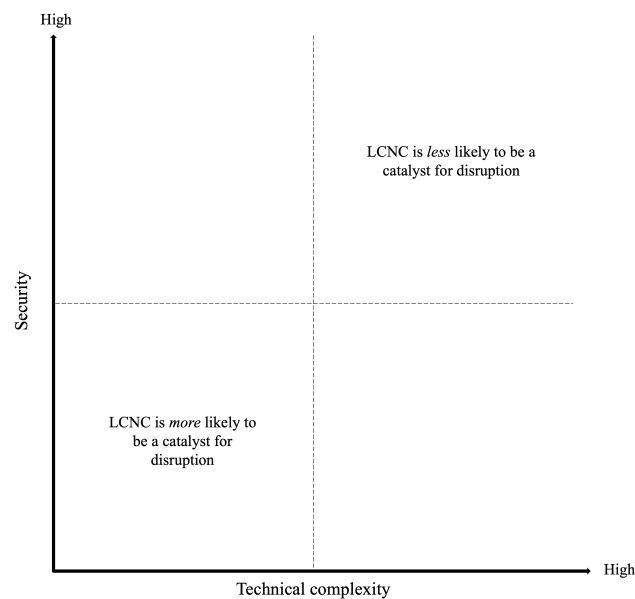 High
LCNC is less likely to be a
catalyst for disruption
Security
LCNC is more likely to
be a catalyst for
disruption
High
Technical complexity